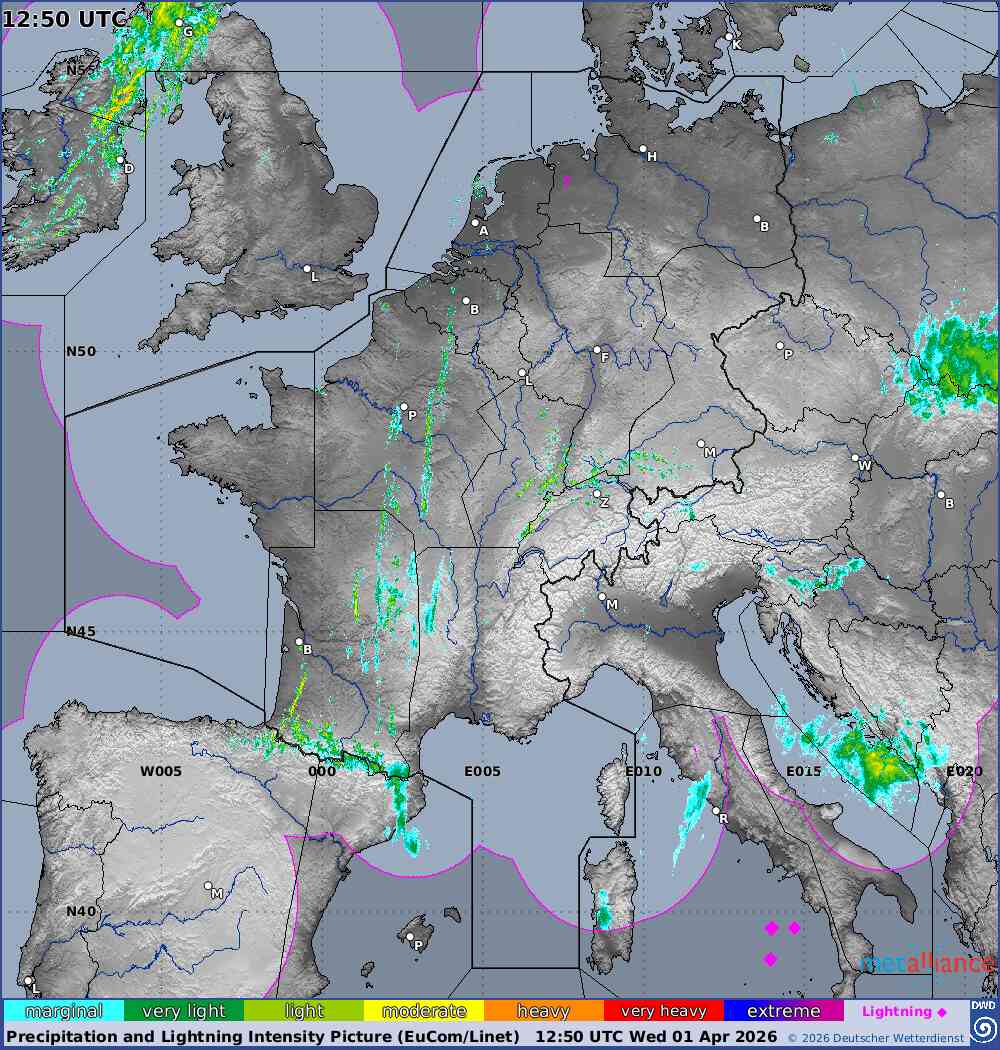 12:50 UTC
G
K
N55
D
H
A
B
L
B
N50
F
P
L
P
M
W
Z
B
M
N45
B
W005
000
E005
E010
E015
E020
R
M
N40
P
metalliance
L
marginal very light light moderate heavy very heavy extreme Lightning
DWD
Precipitation and Lightning Intensity Picture (EuCom/Linet) 12:50 UTC Wed 01 Apr 2026 © 2026 Deutscher Wetterdienst